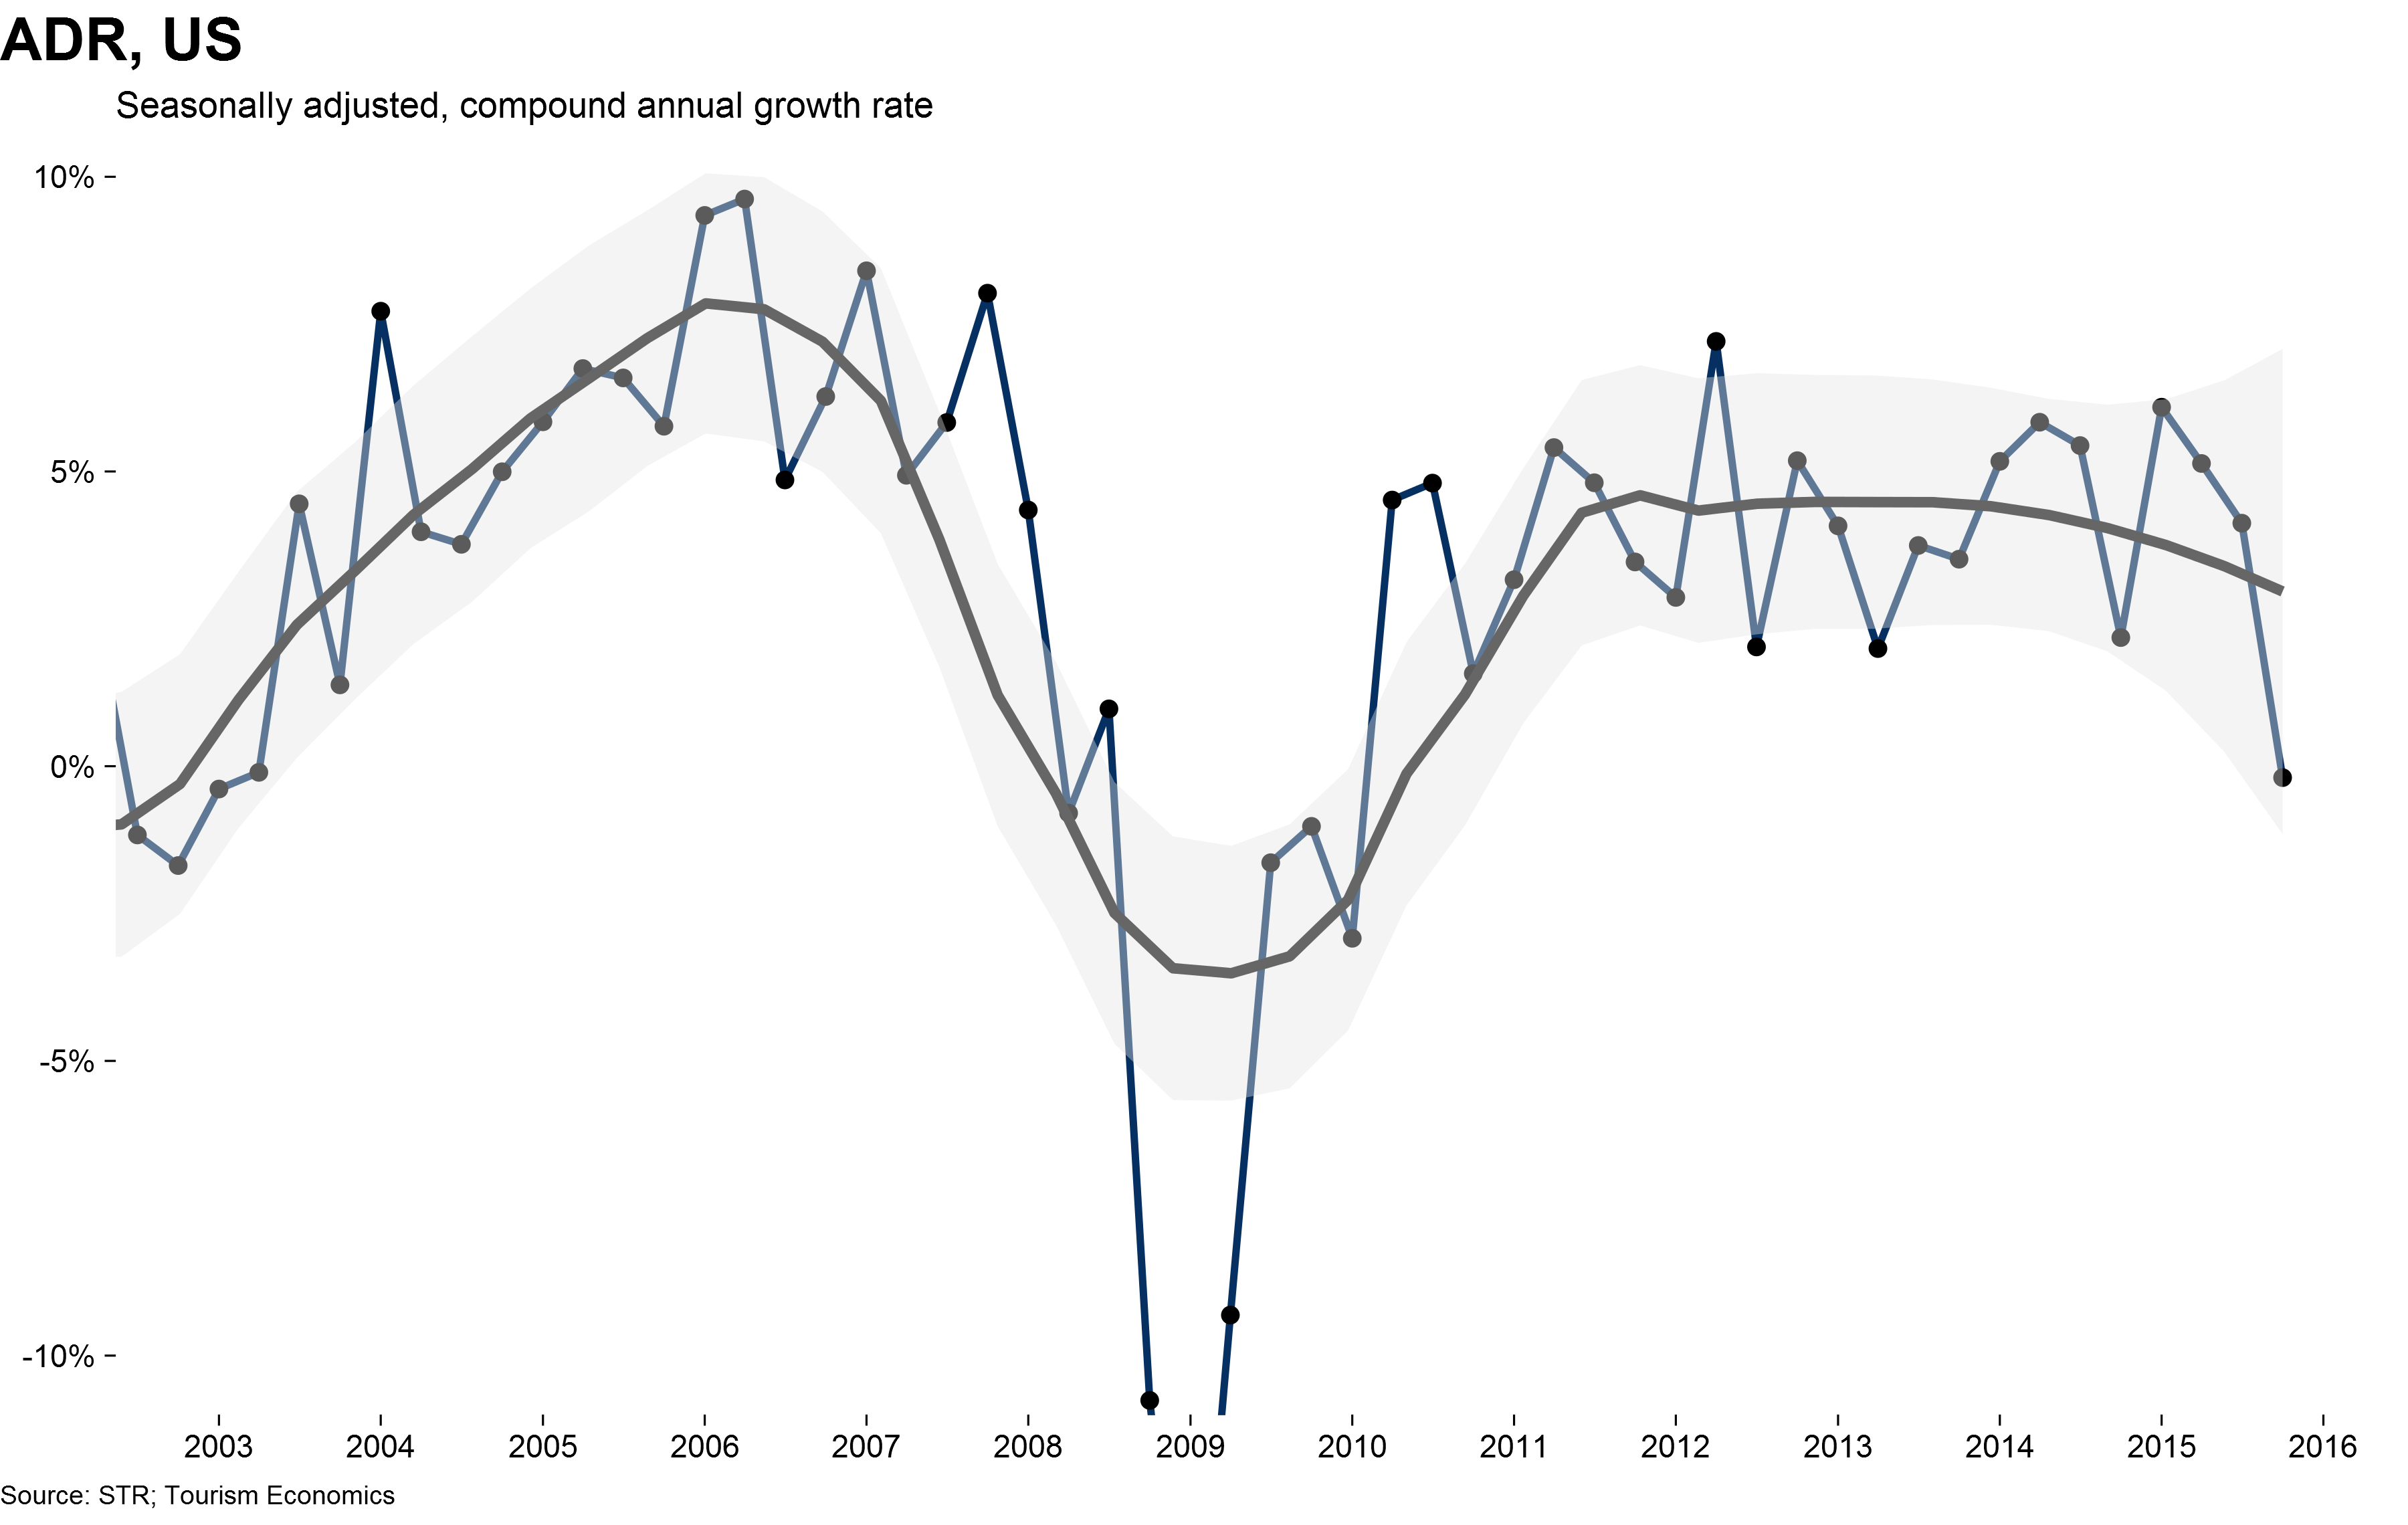 ADR, US
Seasonally adjusted, compound annual growth rate
10%
5%
0%
-5%
-10%
2003 2004 2005 2006 2007 2008 2009 2010 2011 2012 2013 2014 2015 2016
Source: STR; Tourism Economics